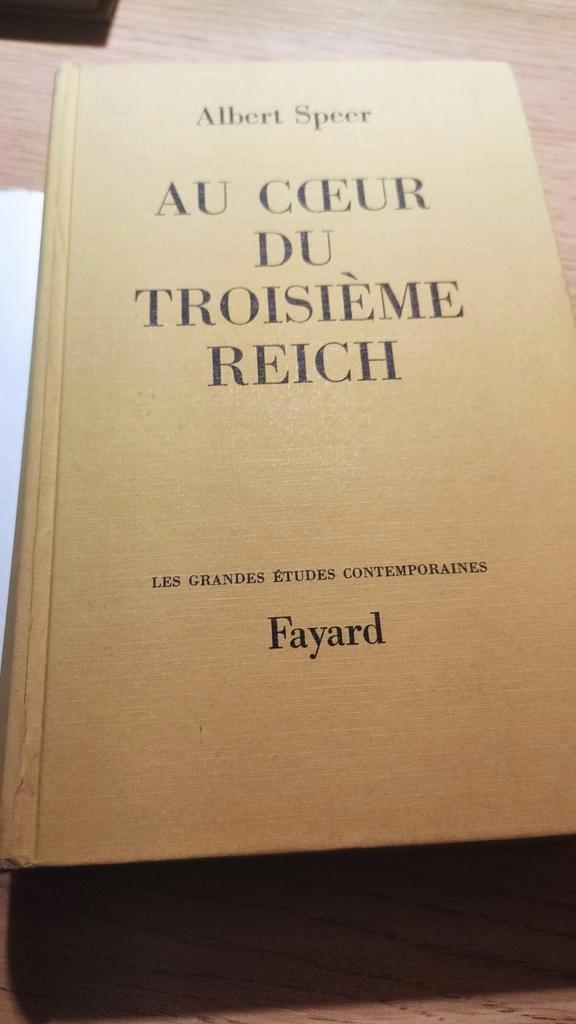 Albert Speer
AU CŒUR
DU
TROISIÈME
REICH
LES GRANDES ÉTUDES CONTEMPORAINES
Fayard